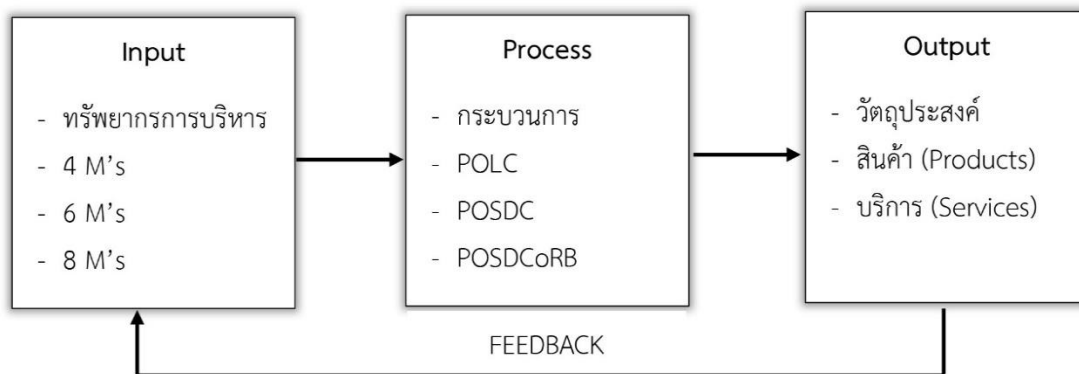 Input
- ทรัพยากรการบริหาร
- 4 M’s
- 6 M’s
- 8 M’s
Process
- กระบวนการ
- POLC
- POSDC
- POSDCoRB
Output
- วัตถุประสงค์
- สินค้า (Products)
- บริการ (Services)
FEEDBACK